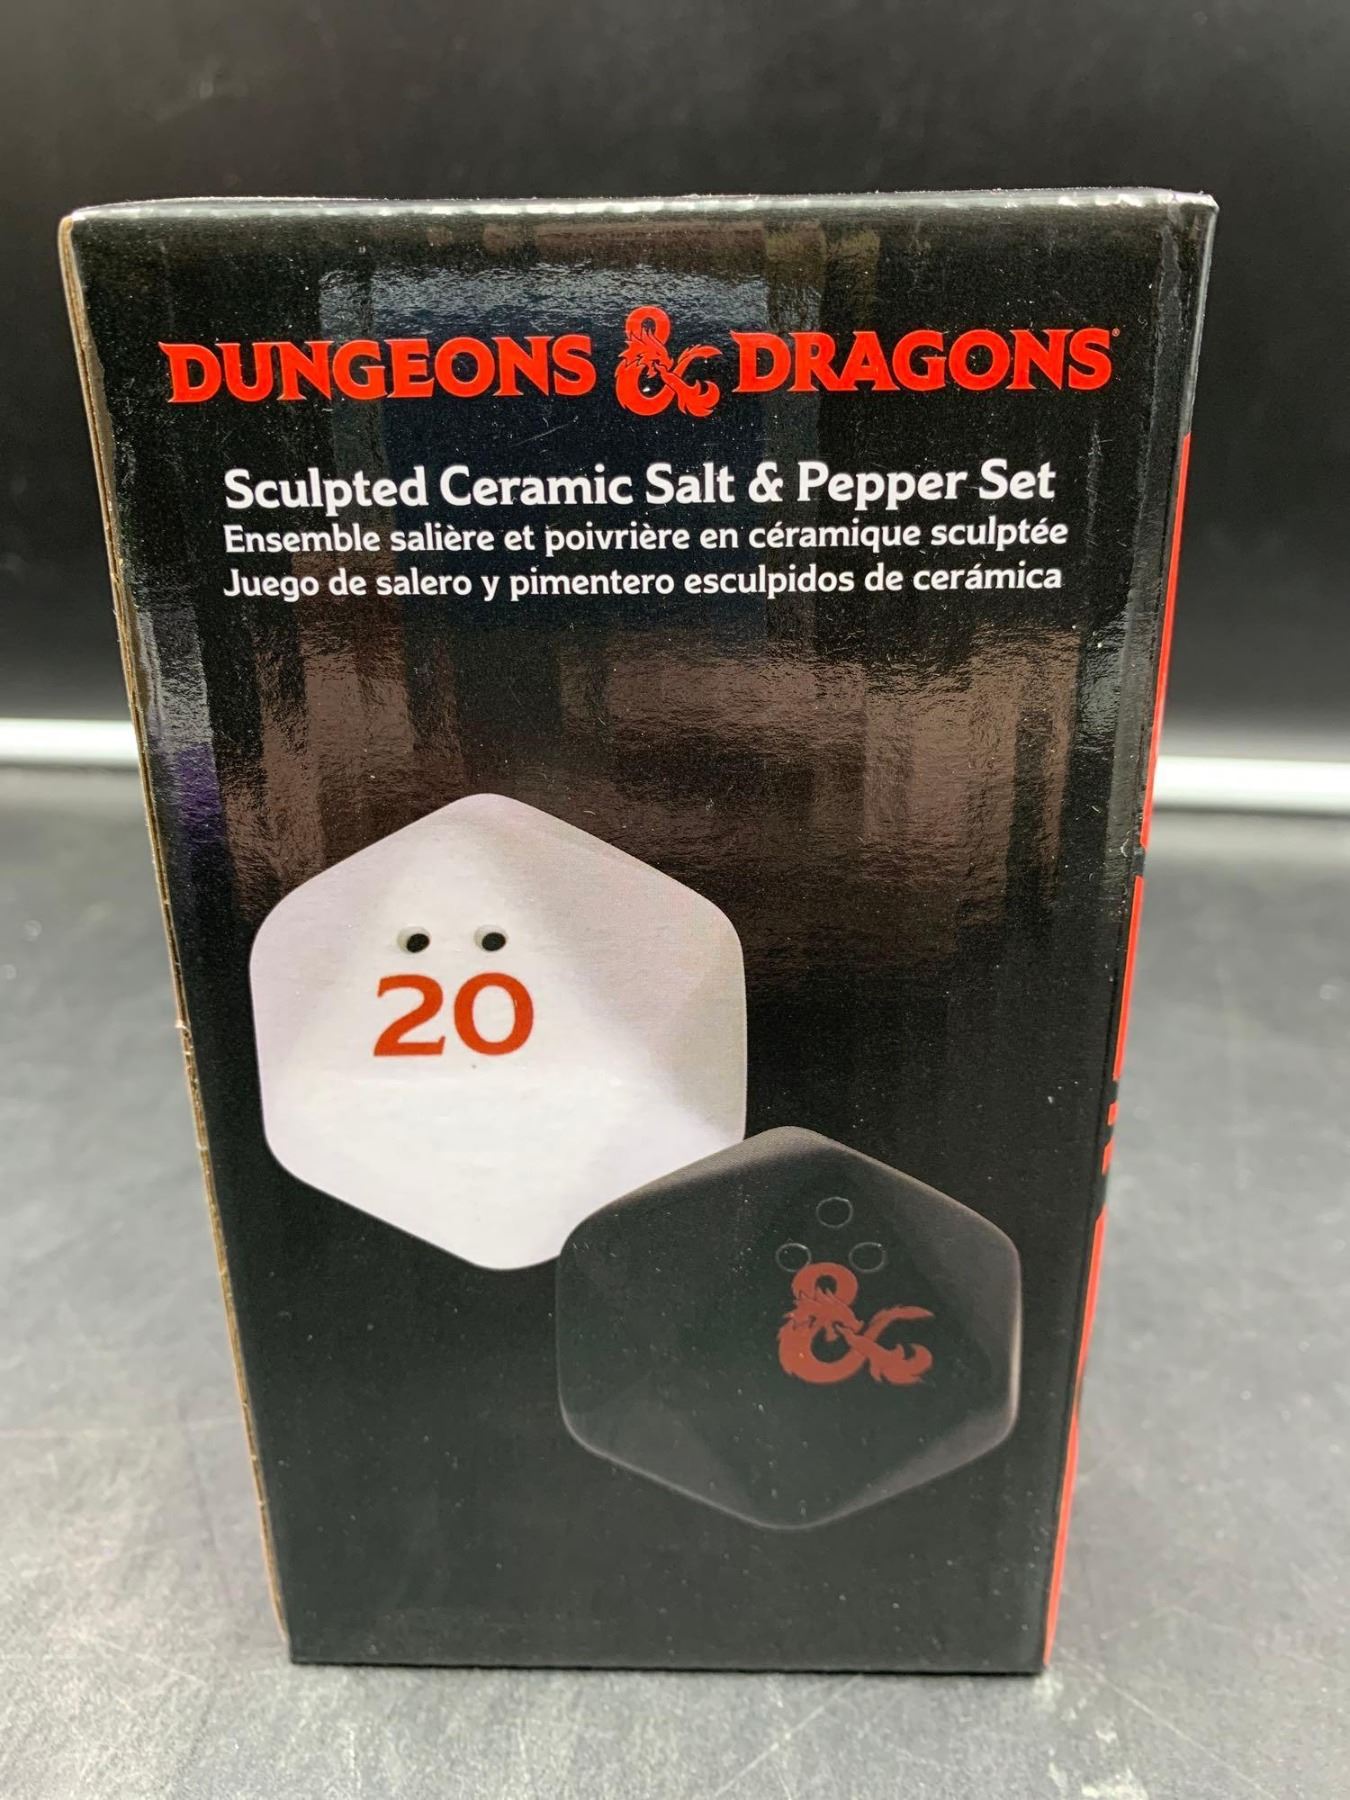 DUNGEONS & DRAGONS®
Sculpted Ceramic Salt & Pepper Set
Ensemble salière et poivrière en céramique sculptée
Juego de salero y pimentero esculpidos de cerámica
20
&